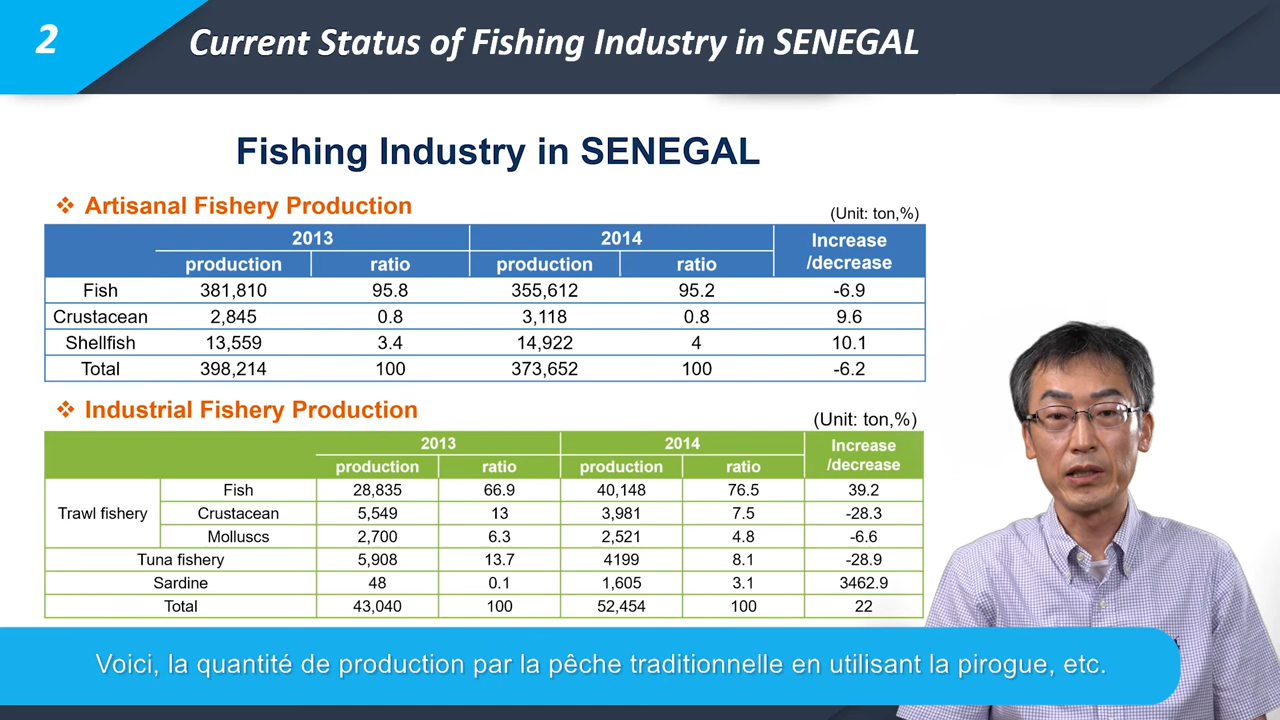 2
Current Status of Fishing Industry in SENEGAL
Fishing Industry in SENEGAL
❖ Artisanal Fishery Production
(Unit: ton,%)
2013 2014 Increase /decrease
production ratio production ratio
Fish 381,810 95.8 355,612 95.2 -6.9
Crustacean 2,845 0.8 3,118 0.8 9.6
Shellfish 13,559 3.4 14,922 4 10.1
Total 398,214 100 373,652 100 -6.2
❖ Industrial Fishery Production
(Unit: ton,%)
2013 2014 Increase /decrease
production ratio production ratio
Trawl fishery
Fish 28,835 66.9 40,148 76.5 39.2
Crustacean 5,549 13 3,981 7.5 -28.3
Molluscs 2,700 6.3 2,521 4.8 -6.6
Tuna fishery 5,908 13.7 4199 8.1 -28.9
Sardine 48 0.1 1,605 3.1 3462.9
Total 43,040 100 52,454 100 22
Voici, la quantité de production par la pêche traditionnelle en utilisant la pirogue, etc.